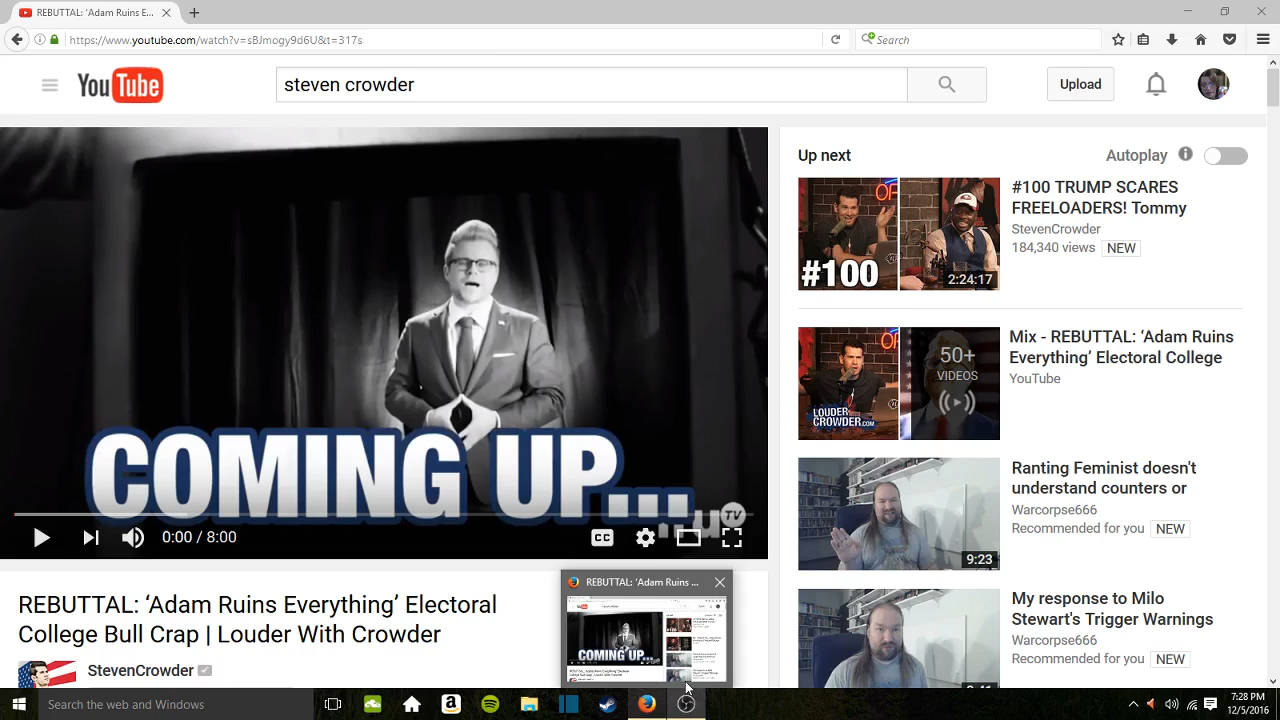 REBUTTAL: 'Adam Ruins E...
https://www.youtube.com/watch?v=sBJmogy9d6U&t=317s
Search
YouTube
steven crowder
Upload
COMING UP...
TV
0:00 / 8:00
CC
REBUTTAL: ‘Adam Ruins Everything’ Electoral
College Bull Crap | Louder With Crowder
StevenCrowder
Up next
Autoplay
#100
2:24:17
#100 TRUMP SCARES
FREELOADERS! Tommy
StevenCrowder
184,340 views NEW
LOUDER
CROWDER.COM
50+
VIDEOS
Mix - REBUTTAL: ‘Adam Ruins
Everything’ Electoral College
YouTube
9:23
Ranting Feminist doesn't
understand counters or
Warcorpse666
Recommended for you NEW
My response to Milo
Stewart's Trigger Warnings
Warcorpse666
Recommended for you NEW
REBUTTAL: 'Adam Ruins ...
COMING UP...
Search the web and Windows
7:28 PM
12/5/2016